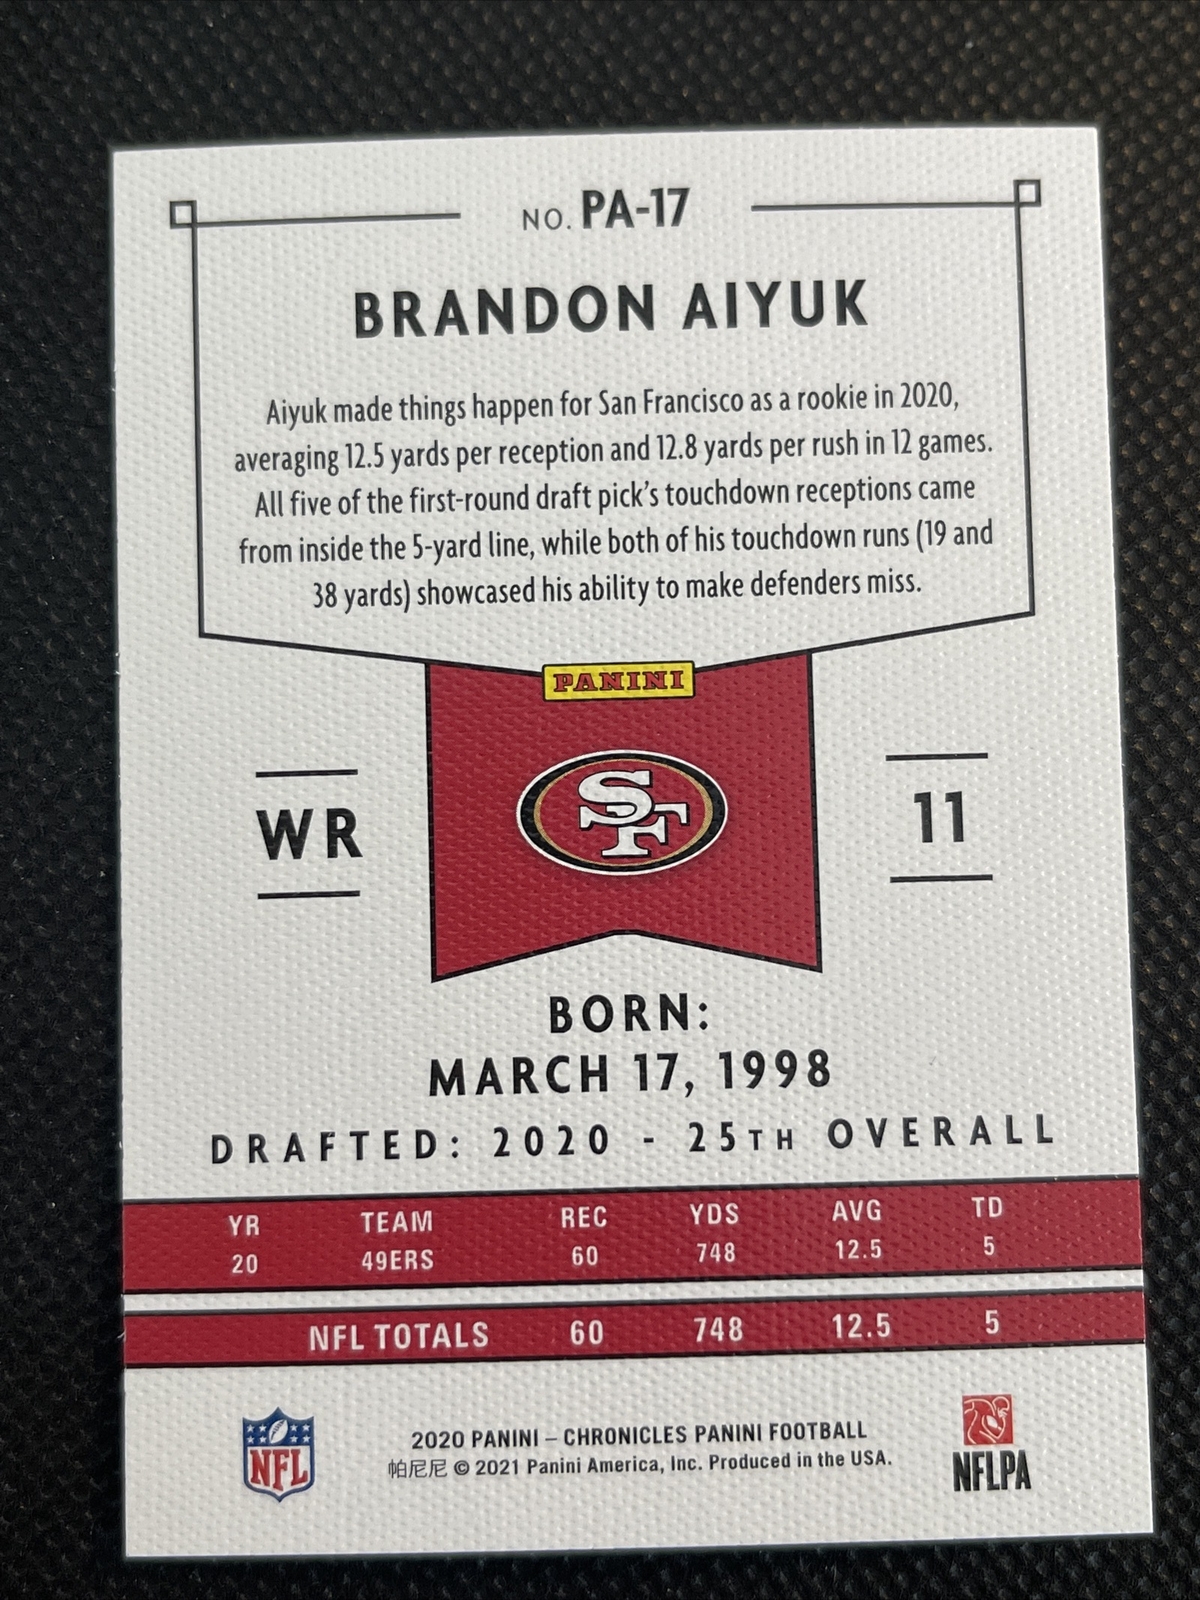 NO. PA-17
BRANDON AIYUK
Aiyuk made things happen for San Francisco as a rookie in 2020,
averaging 12.5 yards per reception and 12.8 yards per rush in 12 games.
All five of the first-round draft pick's touchdown receptions came
from inside the 5-yard line, while both of his touchdown runs (19 and
38 yards) showcased his ability to make defenders miss.
PANINI
WR
SF
11
BORN:
MARCH 17, 1998
DRAFTED: 2020 - 25TH OVERALL
YR TEAM REC YDS AVG TD
20 49ERS 60 748 12.5 5
NFL TOTALS 60 748 12.5 5
NFL
2020 PANINI – CHRONICLES PANINI FOOTBALL
帕尼尼 © 2021 Panini America, Inc. Produced in the USA.
NFLPA